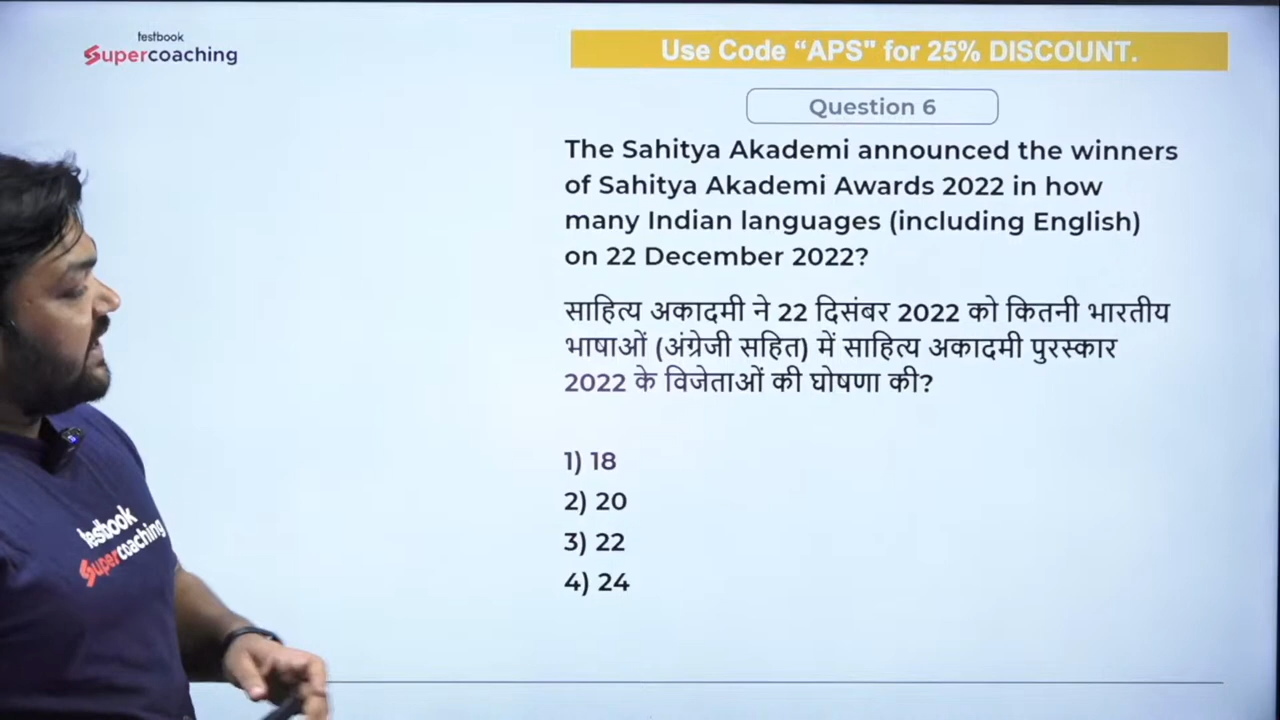 testbook
Supercoaching
Use Code “APS" for 25% DISCOUNT.
Question 6
The Sahitya Akademi announced the winners
of Sahitya Akademi Awards 2022 in how
many Indian languages (including English)
on 22 December 2022?
साहित्य अकादमी ने 22 दिसंबर 2022 को कितनी भारतीय
भाषाओं (अंग्रेजी सहित) में साहित्य अकादमी पुरस्कार
2022 के विजेताओं की घोषणा की?
1) 18
2) 20
3) 22
4) 24
testbook
Supercoaching